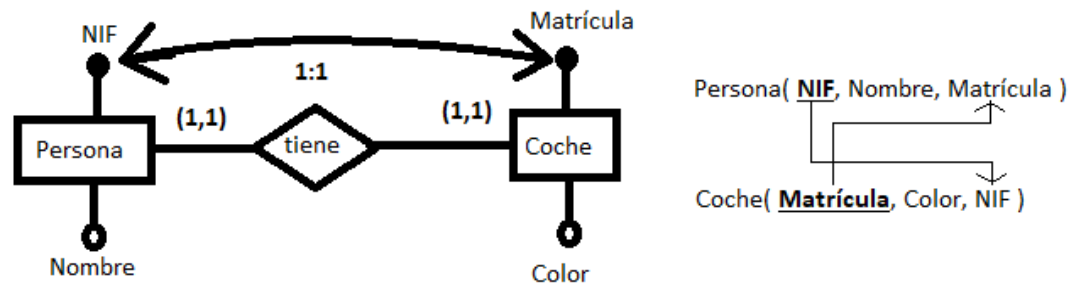 NIF
Matrícula
1:1
(1,1)
(1,1)
Persona
tiene
Coche
Nombre
Color
Persona( NIF, Nombre, Matrícula )
Coche( Matrícula, Color, NIF )